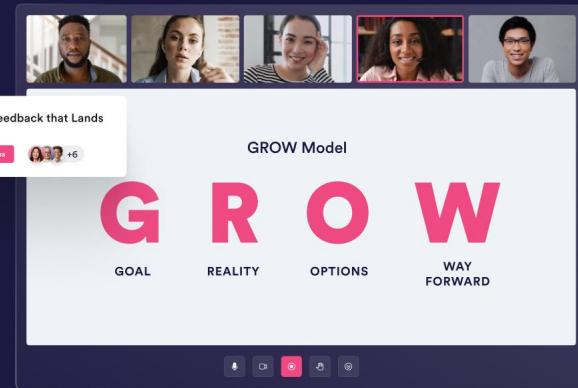 eedback that Lands
+6
GROW Model
G R O W
GOAL REALITY OPTIONS WAY FORWARD